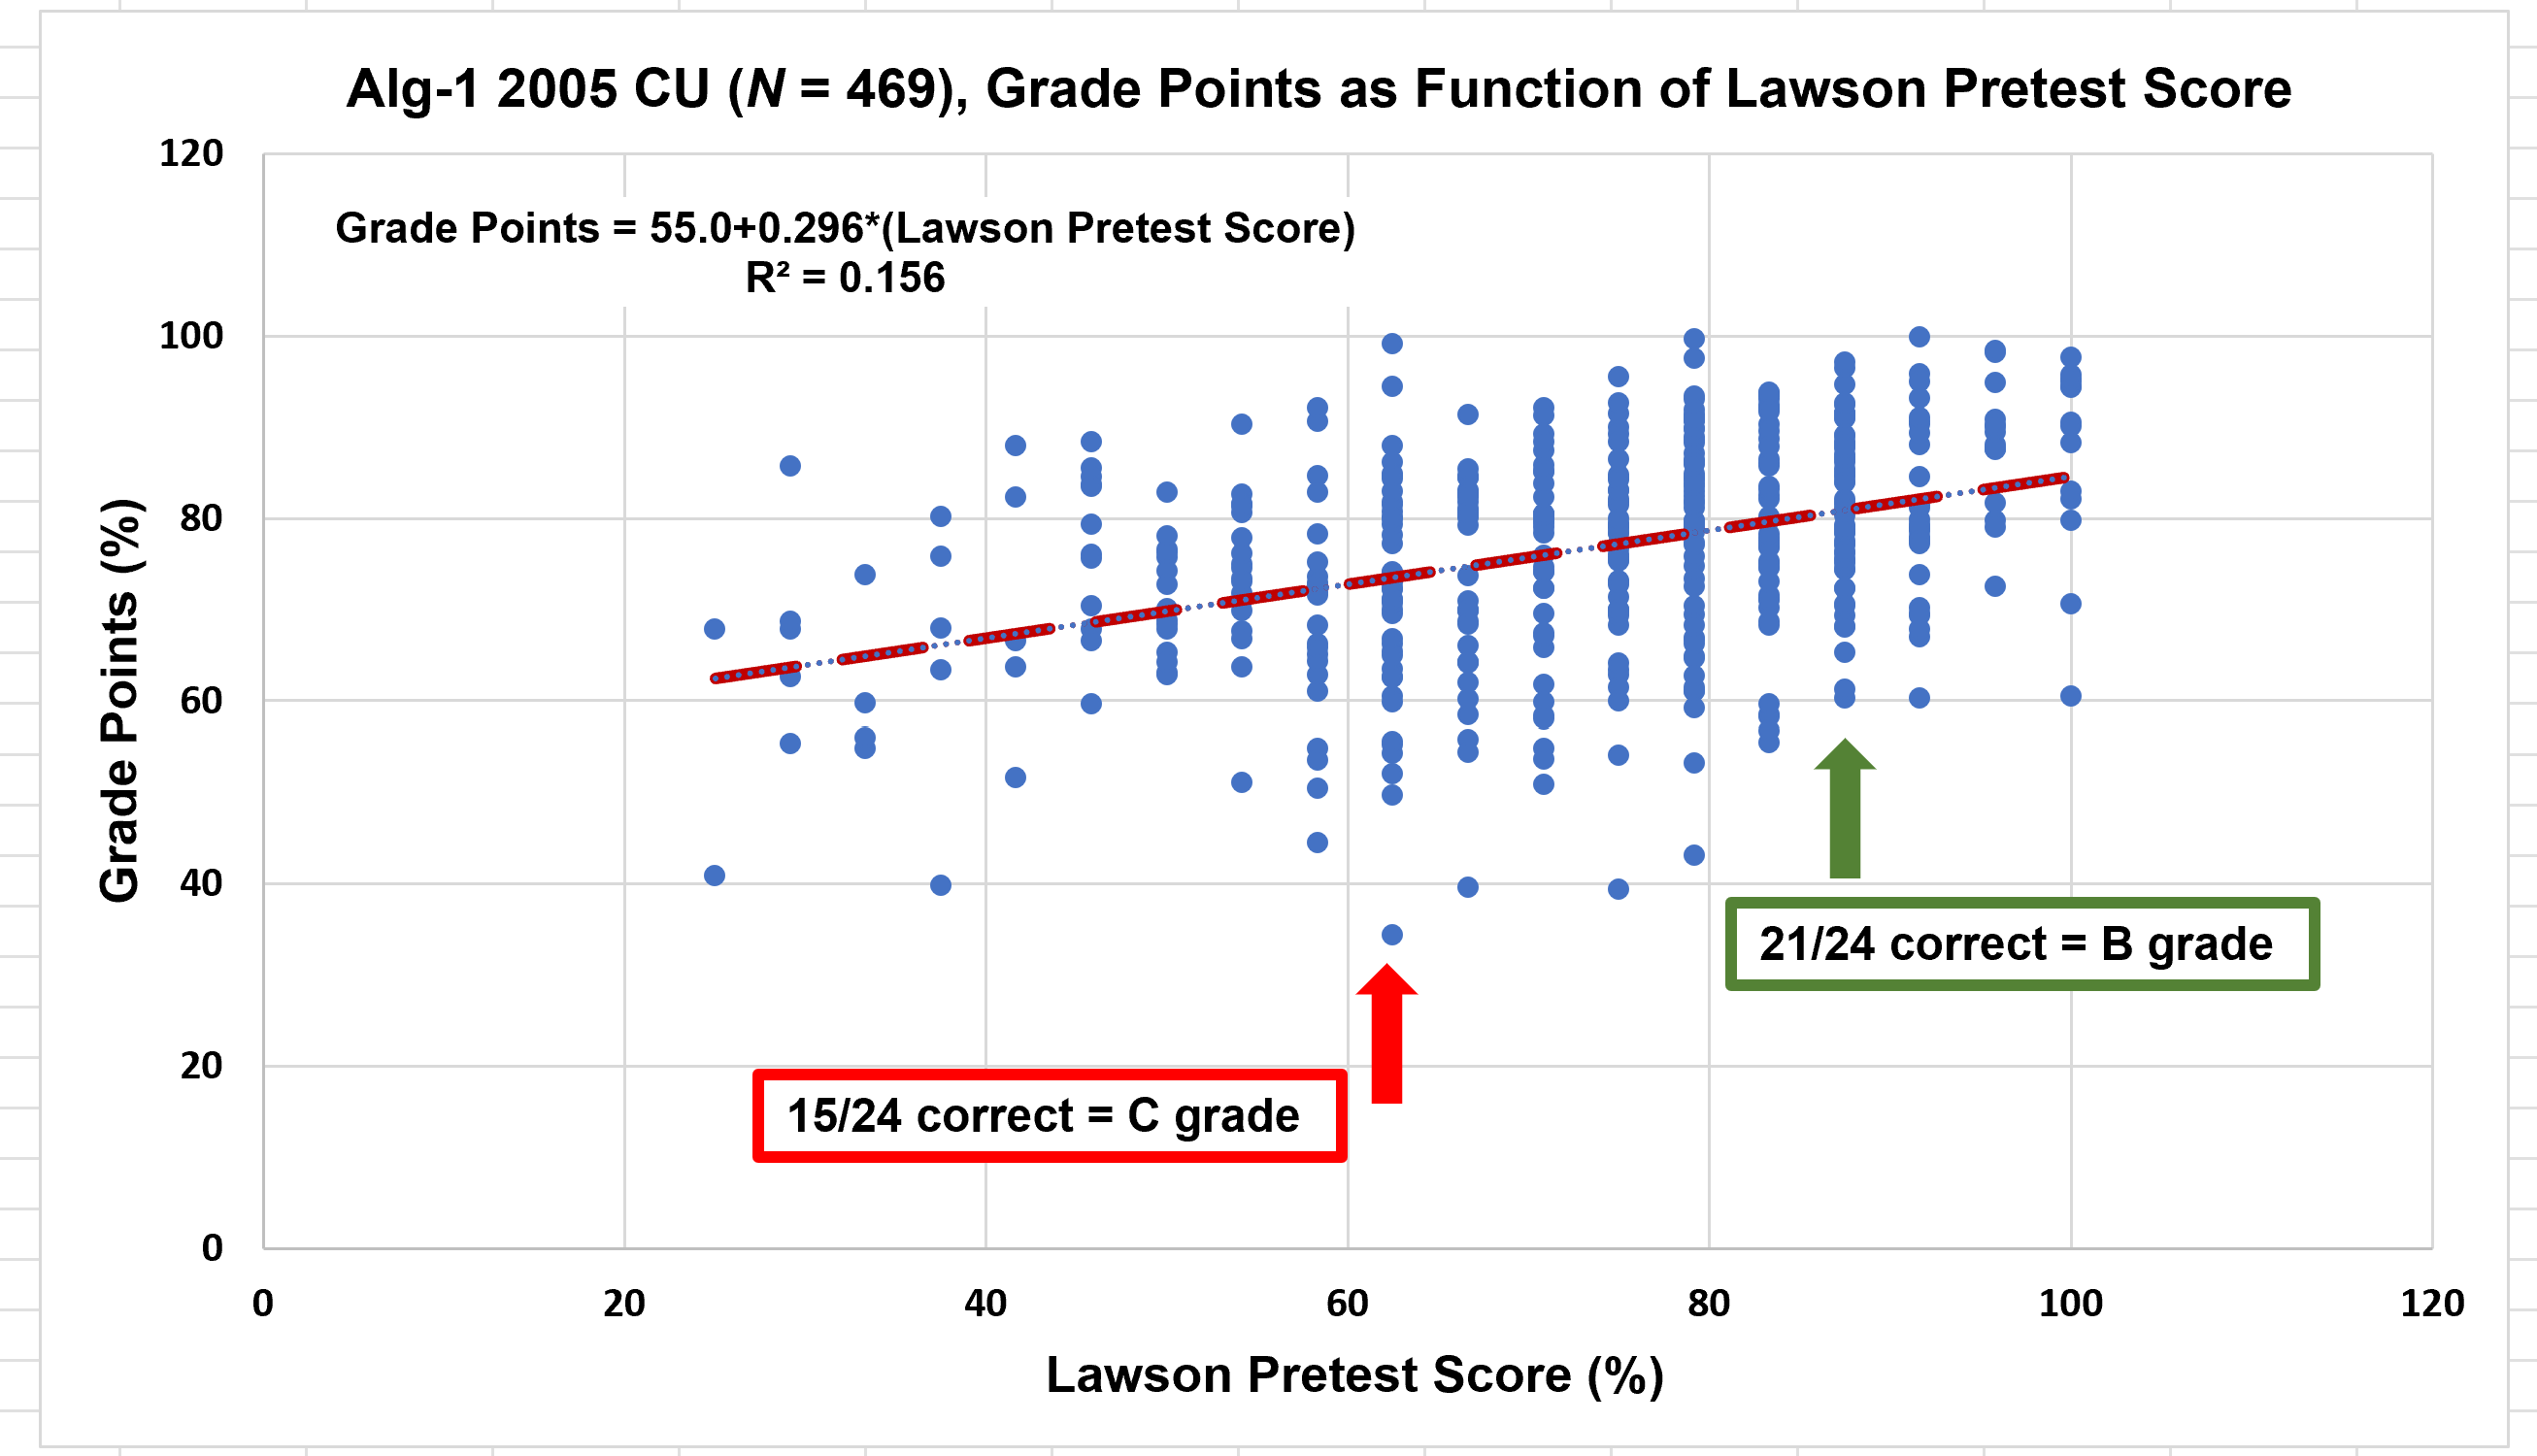 Alg-1 2005 CU (N = 469), Grade Points as Function of Lawson Pretest Score
120
Grade Points = 55.0+0.296*(Lawson Pretest Score)
R² = 0.156
100
80
60
40
20
0
Grade Points (%)
21/24 correct = B grade
15/24 correct = C grade
0 20 40 60 80 100 120
Lawson Pretest Score (%)